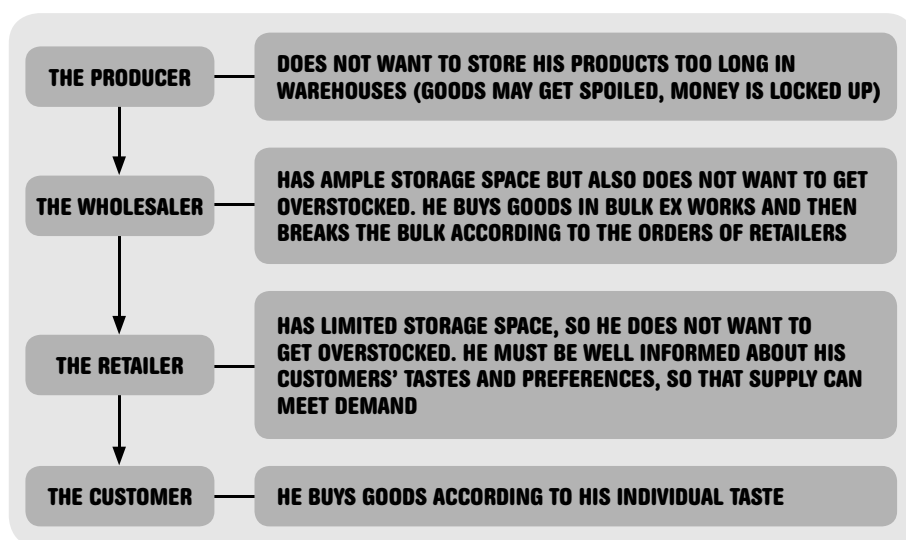 THE PRODUCER
DOES NOT WANT TO STORE HIS PRODUCTS TOO LONG IN
WAREHOUSES (GOODS MAY GET SPOILED, MONEY IS LOCKED UP)
THE WHOLESALER
HAS AMPLE STORAGE SPACE BUT ALSO DOES NOT WANT TO GET
OVERSTOCKED. HE BUYS GOODS IN BULK EX WORKS AND THEN
BREAKS THE BULK ACCORDING TO THE ORDERS OF RETAILERS
THE RETAILER
HAS LIMITED STORAGE SPACE, SO HE DOES NOT WANT TO
GET OVERSTOCKED. HE MUST BE WELL INFORMED ABOUT HIS
CUSTOMERS’ TASTES AND PREFERENCES, SO THAT SUPPLY CAN
MEET DEMAND
THE CUSTOMER
HE BUYS GOODS ACCORDING TO HIS INDIVIDUAL TASTE